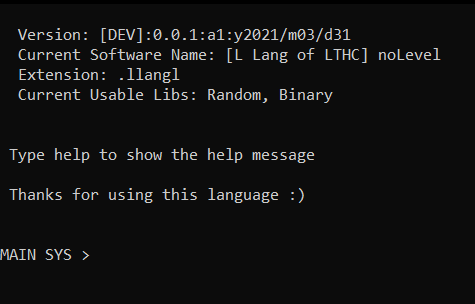 Version: [DEV]:0.0.1:a1:y2021/m03/d31
Current Software Name: [L Lang of LTHC] noLevel
Extension: .llangl
Current Usable Libs: Random, Binary
Type help to show the help message
Thanks for using this language :)
MAIN SYS >